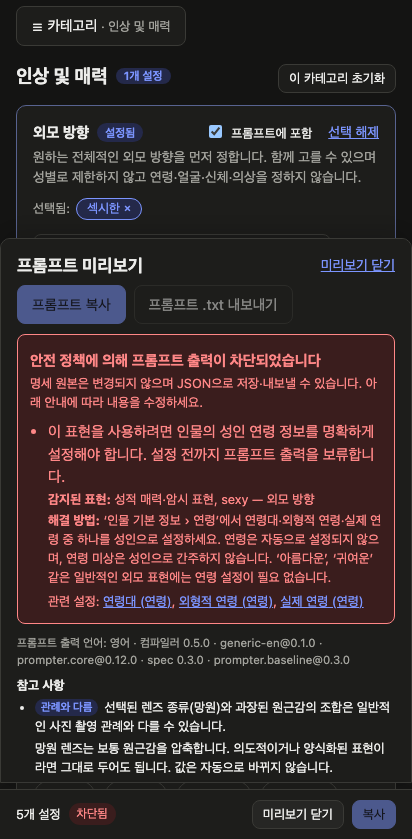 ≡ 카테고리 · 인상 및 매력
인상 및 매력 1개 설정 이 카테고리 초기화
외모 방향 설정됨 프롬프트에 포함 선택 해제
원하는 전체적인 외모 방향을 먼저 정합니다. 함께 고를 수 있으며
성별로 제한하지 않고 연령·얼굴·신체·의상을 정하지 않습니다.
선택됨: 섹시한 ×
프롬프트 미리보기 미리보기 닫기
프롬프트 복사 프롬프트 .txt 내보내기
안전 정책에 의해 프롬프트 출력이 차단되었습니다
명세 원본은 변경되지 않으며 JSON으로 저장·내보낼 수 있습니다. 아
래 안내에 따라 내용을 수정하세요.
• 이 표현을 사용하려면 인물의 성인 연령 정보를 명확하게
설정해야 합니다. 설정 전까지 프롬프트 출력을 보류합니
다.
감지된 표현: 성적 매력·암시 표현, sexy — 외모 방향
해결 방법: ‘인물 기본 정보 › 연령’에서 연령대·외형적 연령·실제 연
령 중 하나를 성인으로 설정하세요. 연령은 자동으로 설정되지 않으
며, 연령 미상은 성인으로 간주하지 않습니다. ‘아름다운’, ‘귀여운’
같은 일반적인 외모 표현에는 연령 설정이 필요 없습니다.
관련 설정: 연령대 (연령), 외형적 연령 (연령), 실제 연령 (연령)
프롬프트 출력 언어: 영어 · 컴파일러 0.5.0 · generic-en@0.1.0 ·
prompter.core@0.12.0 · spec 0.3.0 · prompter.baseline@0.3.0
참고 사항
• 관례와 다름 선택된 렌즈 종류(망원)와 과장된 원근감의 조합은 일반적
인 사진 촬영 관례와 다를 수 있습니다.
망원 렌즈는 보통 원근감을 압축합니다. 의도적이거나 양식화된 표현이
라면 그대로 두어도 됩니다. 값은 자동으로 바뀌지 않습니다.
5개 설정 차단됨 미리보기 닫기 복사